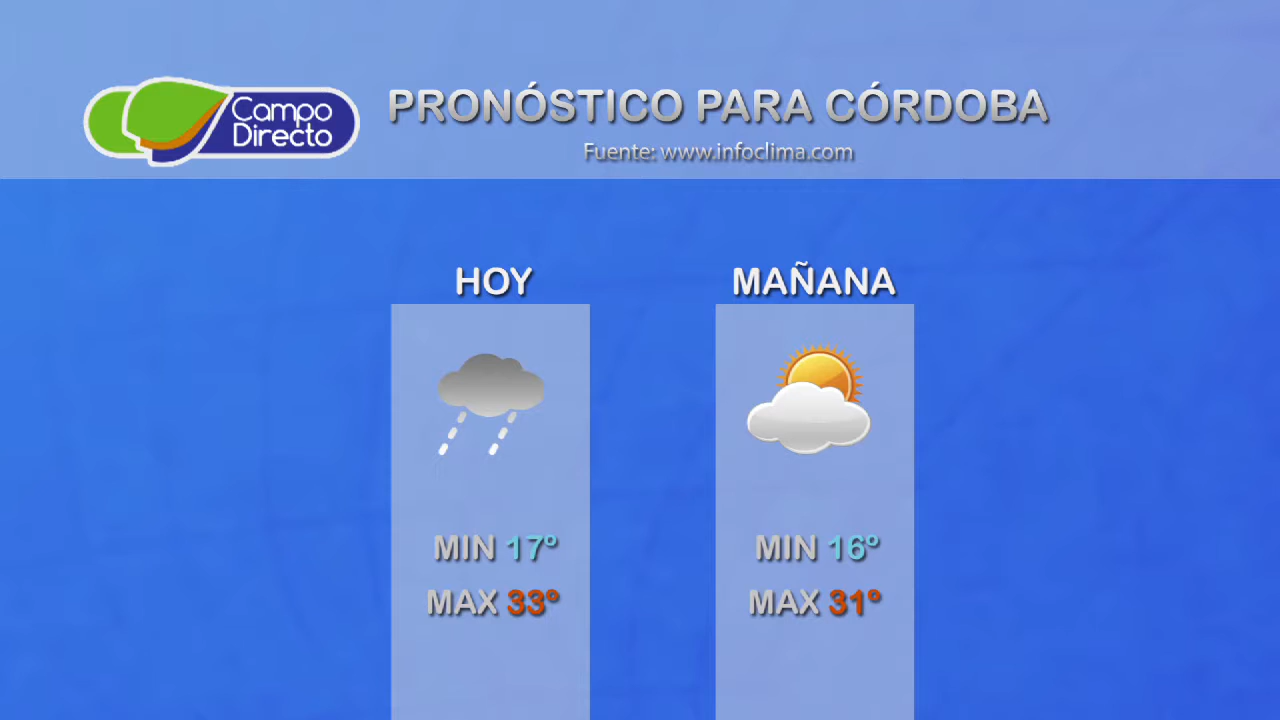 Campo
Directo
PRONÓSTICO PARA CÓRDOBA
Fuente: www.infoclima.com
HOY
MIN 17º
MAX 33º
MAÑANA
MIN 16º
MAX 31º